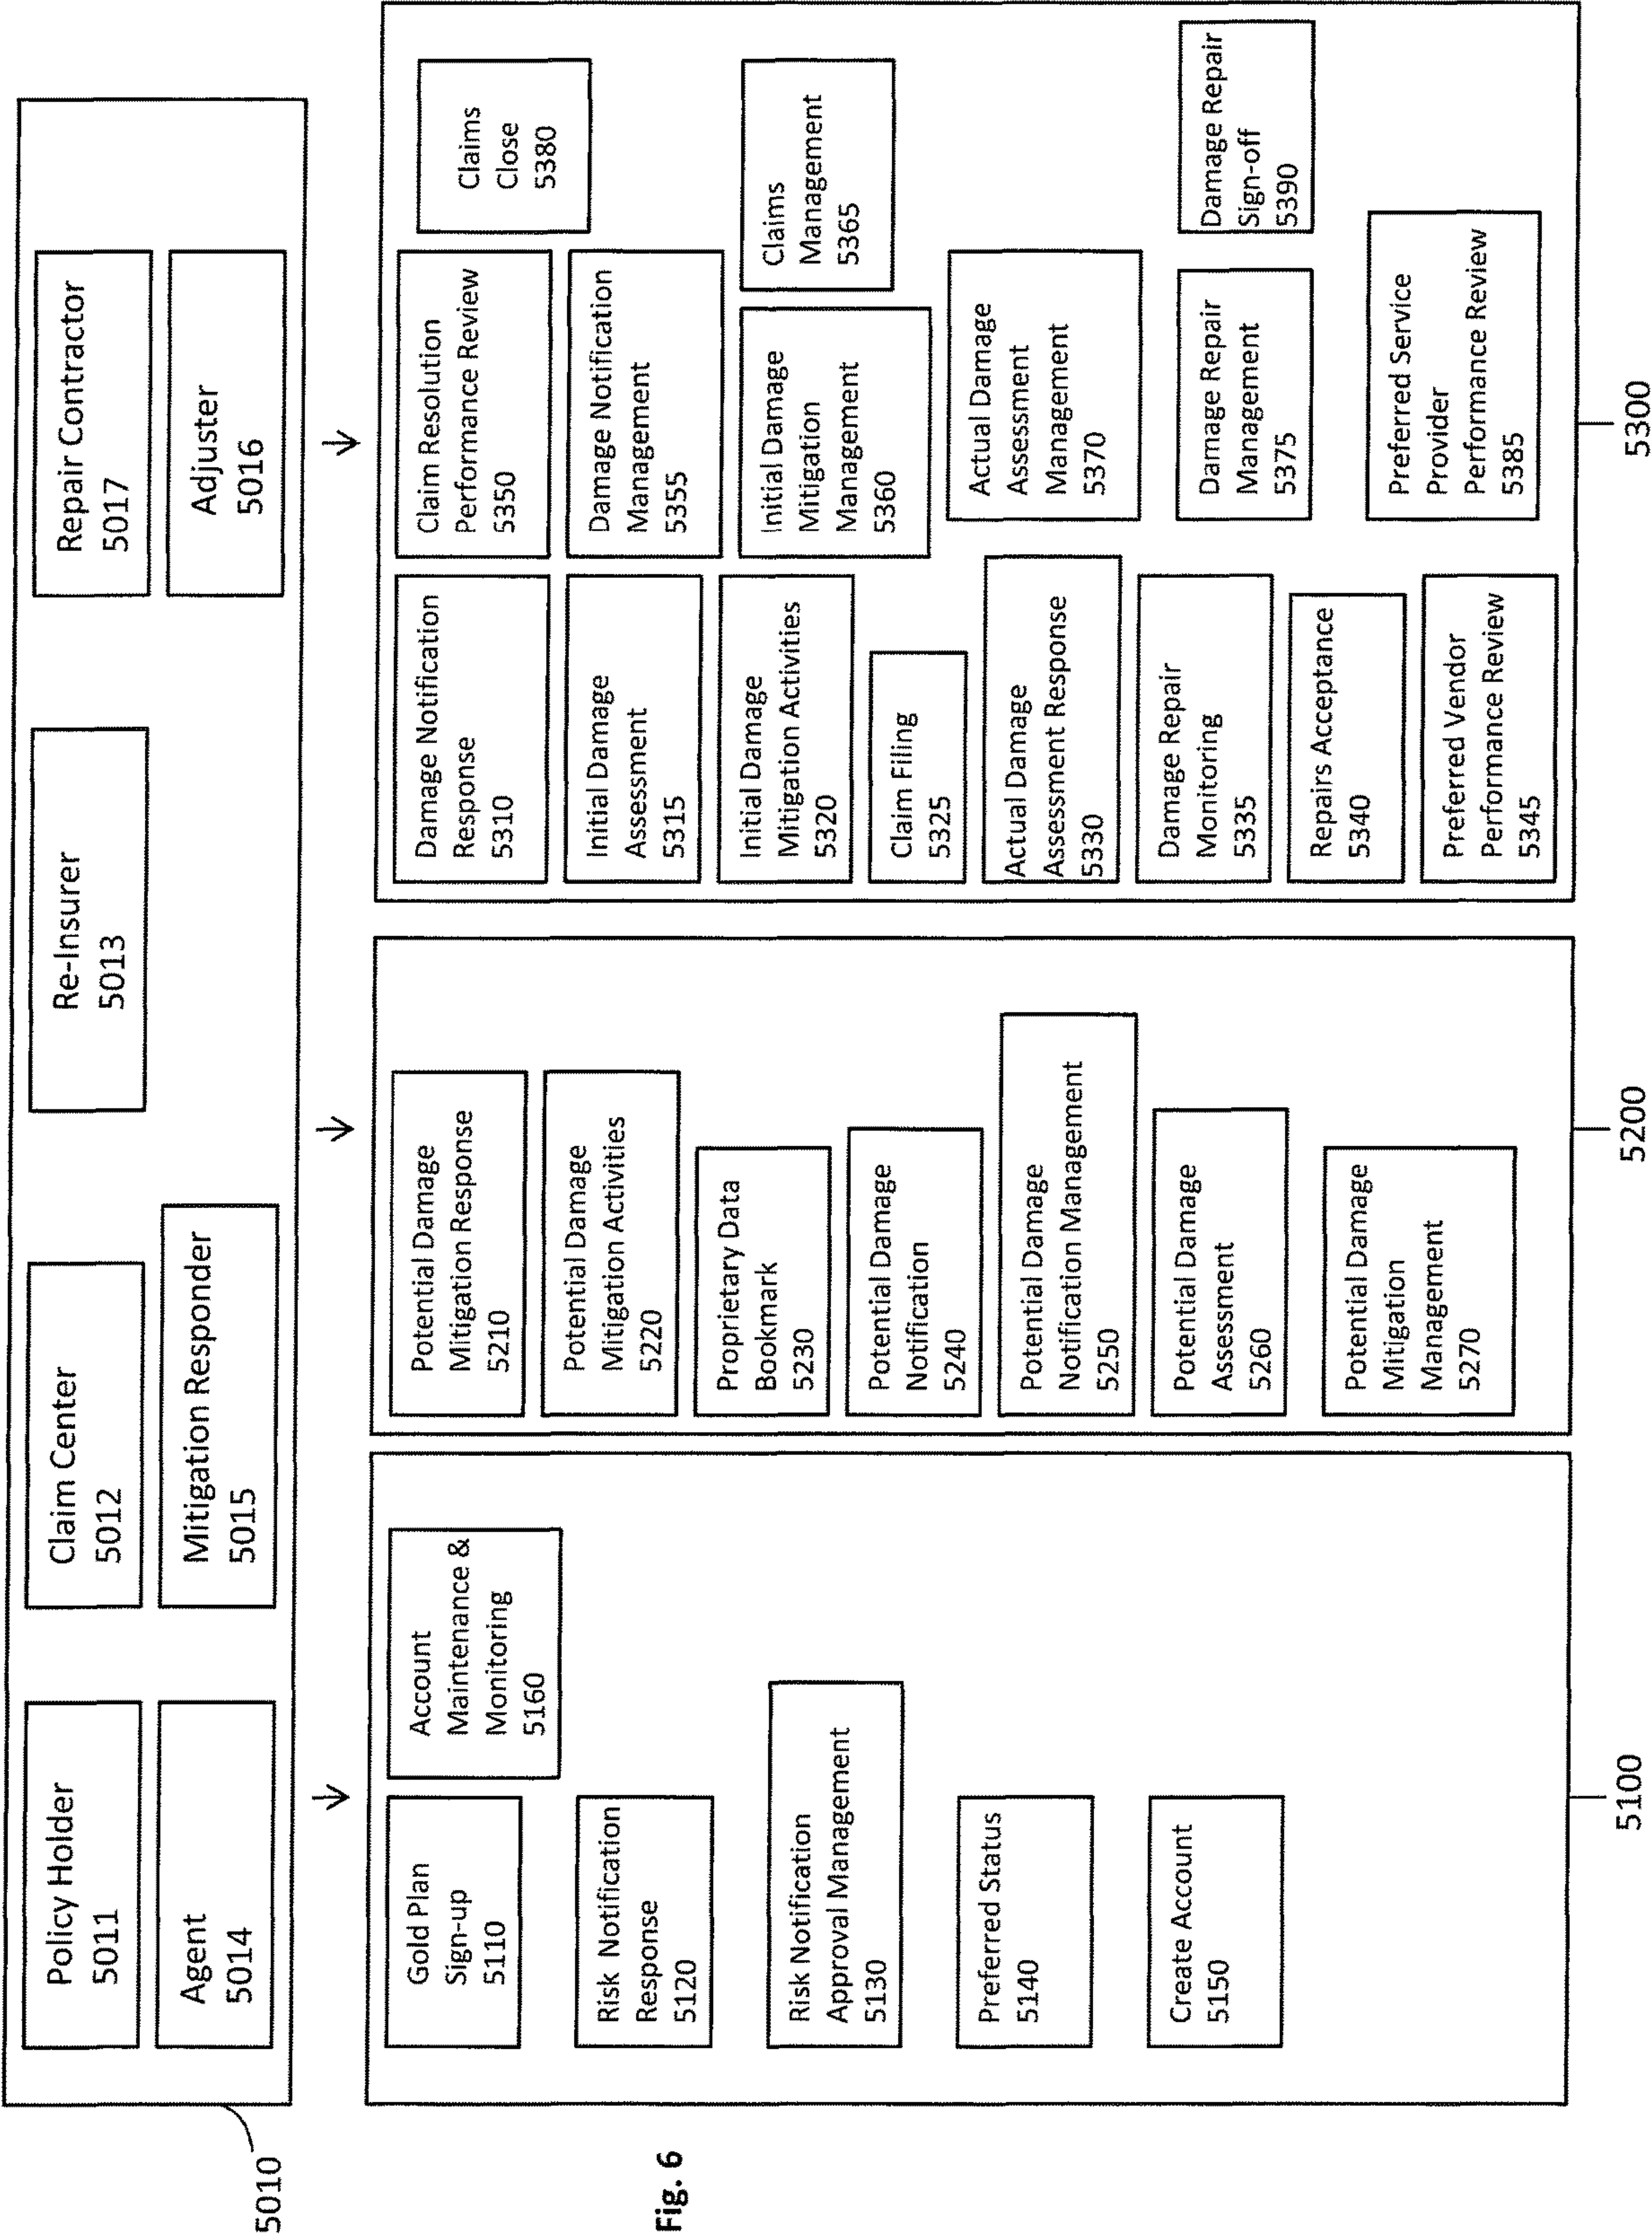 Policy Holder
5011
Claim Center
5012
Re-Insurer
5013
Repair Contractor
5017
Agent
5014
Mitigation Responder
5015
Adjuster
5016
5010
Gold Plan
Sign-up
5110
Account
Maintenance &
Monitoring
5160
Risk Notification
Response
5120
Risk Notification
Approval Management
5130
Preferred Status
5140
Create Account
5150
5100
Potential Damage
Mitigation Response
5210
Potential Damage
Mitigation Activities
5220
Proprietary Data
Bookmark
5230
Potential Damage
Notification
5240
Potential Damage
Notification Management
5250
Potential Damage
Assessment
5260
Potential Damage
Mitigation
Management
5270
5200
Damage Notification
Response
5310
Initial Damage
Assessment
5315
Initial Damage
Mitigation Activities
5320
Claim Filing
5325
Actual Damage
Assessment Response
5330
Damage Repair
Monitoring
5335
Repairs Acceptance
5340
Preferred Vendor
Performance Review
5345
Claim Resolution
Performance Review
5350
Damage Notification
Management
5355
Initial Damage
Mitigation
Management
5360
Actual Damage
Assessment
Management
5370
Damage Repair
Management
5375
Preferred Service
Provider
Performance Review
5385
Claims
Close
5380
Claims
Management
5365
Damage Repair
Sign-off
5390
5300
Fig. 6